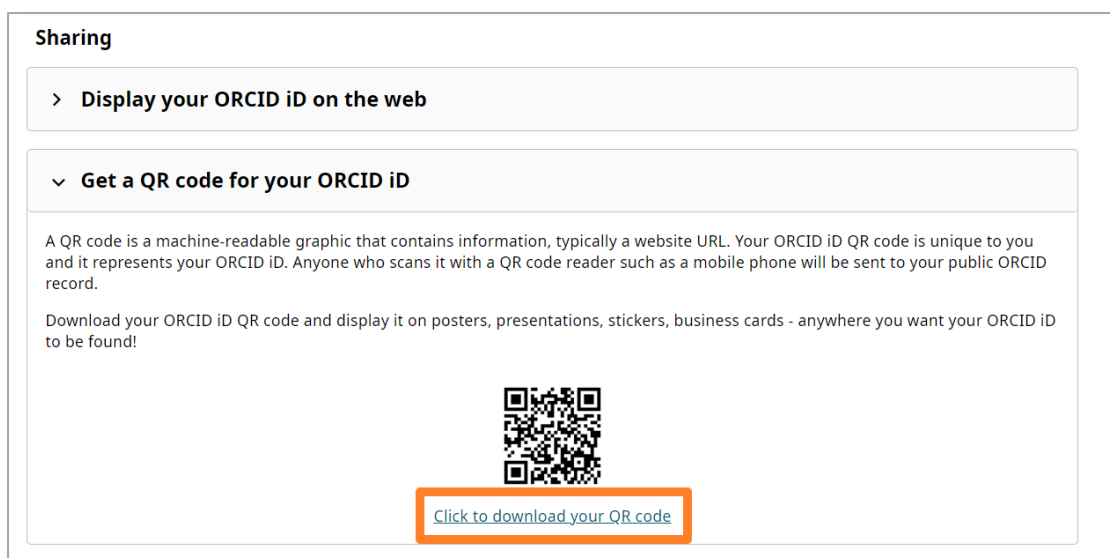 Sharing
Display your ORCID iD on the web
Get a QR code for your ORCID iD
A QR code is a machine-readable graphic that contains information, typically a website URL. Your ORCID iD QR code is unique to you
and it represents your ORCID iD. Anyone who scans it with a QR code reader such as a mobile phone will be sent to your public ORCID
record.
Download your ORCID iD QR code and display it on posters, presentations, stickers, business cards - anywhere you want your ORCID iD
to be found!
Click to download your QR code